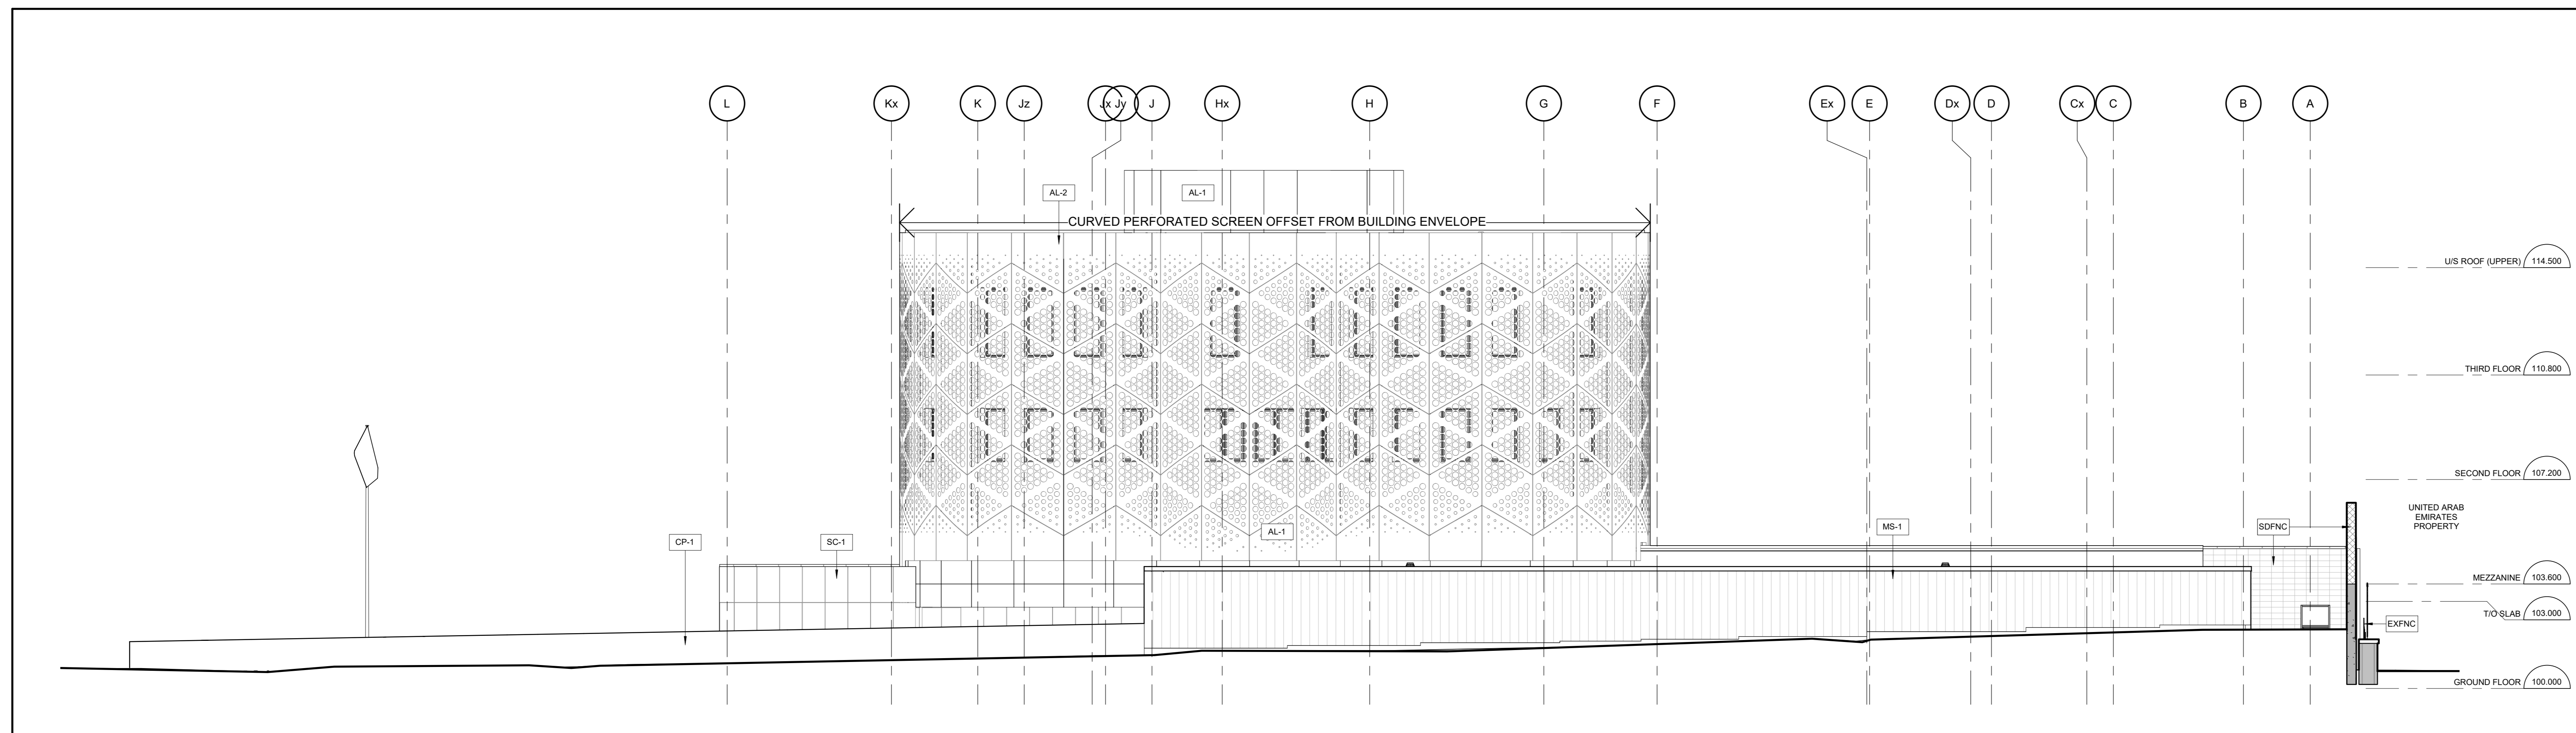 L Kx K Jz Jx Jy J Hx H G F Ex E Dx D Cx C B A
AL-2
AL-1
CURVED PERFORATED SCREEN OFFSET FROM BUILDING ENVELOPE
U/S ROOF (UPPER) 114.500
THIRD FLOOR 110.800
SECOND FLOOR 107.200
UNITED ARAB
EMIRATES
PROPERTY
CP-1
SC-1
AL-1
MS-1
SDFNC
MEZZANINE 103.600
T/O SLAB 103.000
EXFNC
GROUND FLOOR 100.000